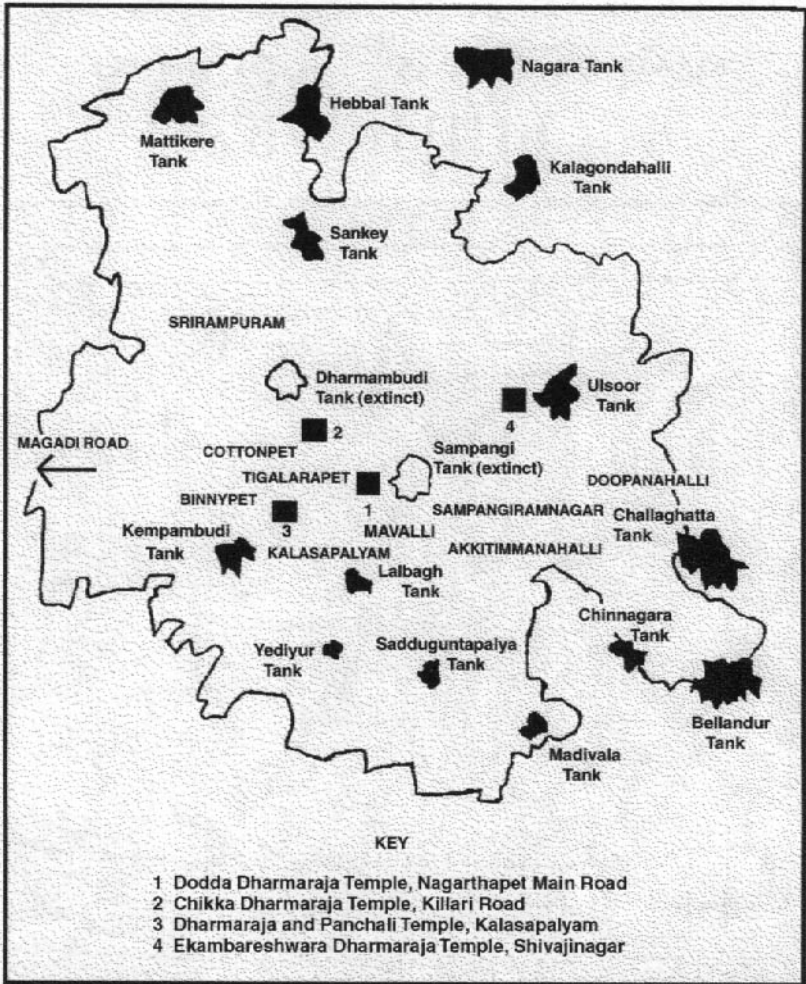 Nagara Tank
Hebbal Tank
Mattikere
Tank
Kalagondahalli
Tank
Sankey
Tank
SRIRAMPURAM
Dharmambudi
Tank (extinct)
Ulsoor
Tank
4
2
MAGADI ROAD
COTTONPET
Sampangi
Tank (extinct)
TIGALARAPET
DOOPANAHALLI
BINNYPET
1
SAMPANGIRAMNAGAR
Challaghatta
Tank
3
MAVALLI
Kempambudi
Tank
KALASAPALYAM
AKKITIMMANAHALLI
Lalbagh
Tank
Chinnagara
Tank
Yediyur
Tank
Sadduguntapalya
Tank
Bellandur
Tank
Madivala
Tank
KEY
1 Dodda Dharmaraja Temple, Nagarthapet Main Road
2 Chikka Dharmaraja Temple, Killari Road
3 Dharmaraja and Panchali Temple, Kalasapalyam
4 Ekambareshwara Dharmaraja Temple, Shivajinagar